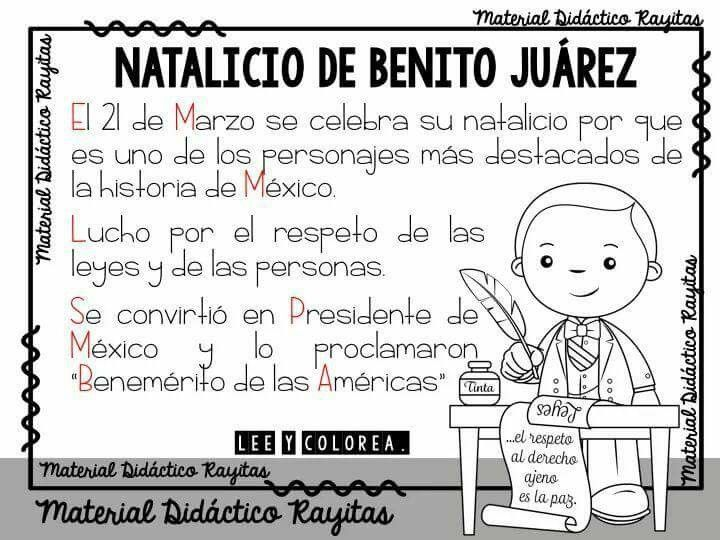 Material Didáctico Rayitas
Material Didáctico Rayitas
NATALICIO DE BENITO JUÁREZ
El 21 de Marzo se celebra su natalicio por que
es uno de los personajes más destacados de
la historia de México.
Lucho por el respeto de las
leyes y de las personas.
Se convirtió en Presidente de
México y lo proclamaron
“Benemérito de las Américas”
Tinta
Leyes
...el respeto
al derecho
ajeno
es la paz.
LEE Y COLOREA.
Material Didáctico Rayitas
Material Didáctico Rayitas
Material Didáctico Rayitas